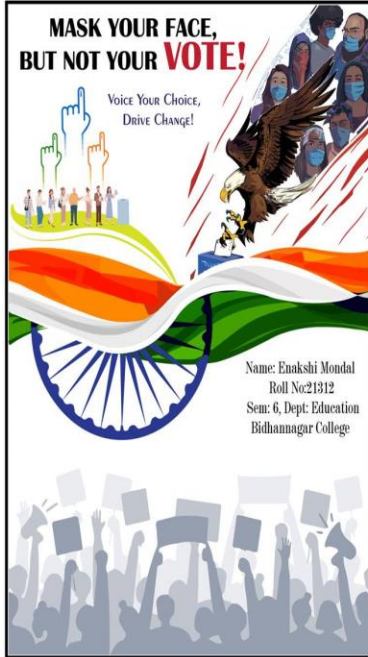 MASK YOUR FACE,
BUT NOT YOUR VOTE!
VOICE YOUR CHOICE,
DRIVE CHANGE!
Name: Enakshi Mondal
Roll No:21312
Sem: 6, Dept: Education
Bidhannagar College